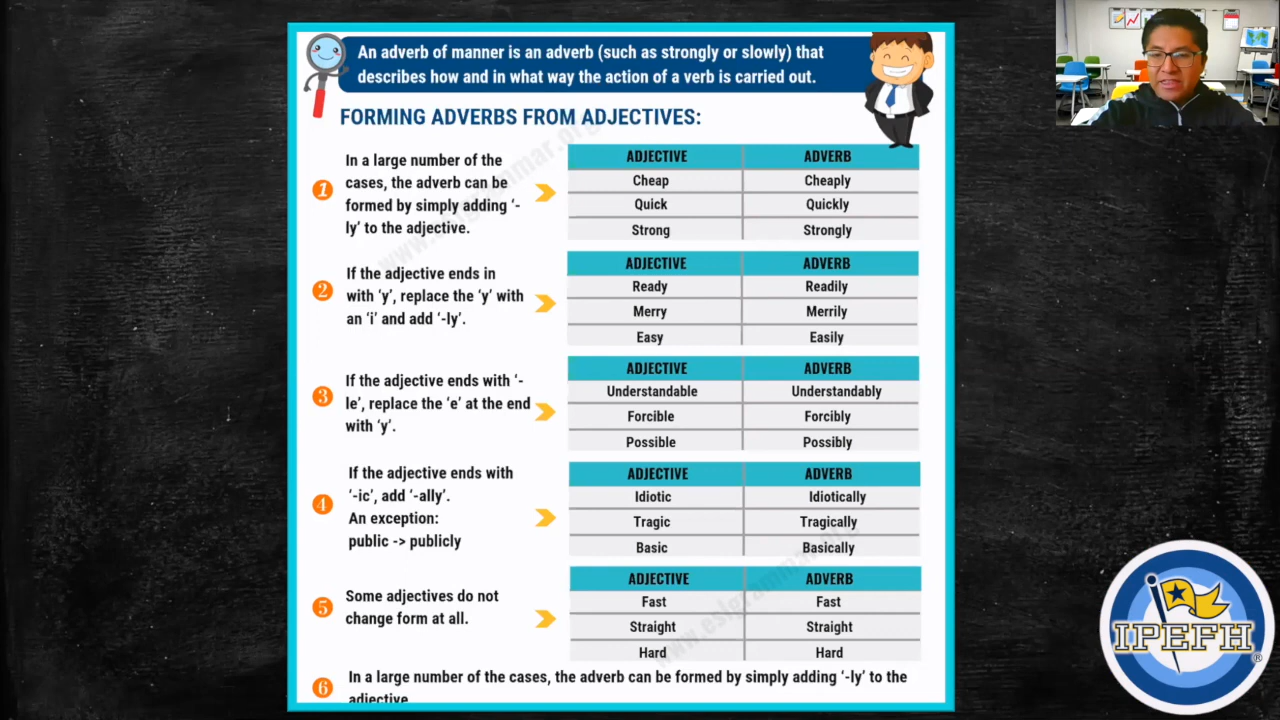 An adverb of manner is an adverb (such as strongly or slowly) that
describes how and in what way the action of a verb is carried out.
FORMING ADVERBS FROM ADJECTIVES:
1
In a large number of the
cases, the adverb can be
formed by simply adding ‘-
ly’ to the adjective.
ADJECTIVE ADVERB
Cheap Cheaply
Quick Quickly
Strong Strongly
2
If the adjective ends in
with ‘y’, replace the ‘y’ with
an ‘i’ and add ‘-ly’.
ADJECTIVE ADVERB
Ready Readily
Merry Merrily
Easy Easily
3
If the adjective ends with ‘-
le’, replace the ‘e’ at the end
with ‘y’.
ADJECTIVE ADVERB
Understandable Understandably
Forcible Forcibly
Possible Possibly
4
If the adjective ends with
‘-ic’, add ‘-ally’.
An exception:
public -> publicly
ADJECTIVE ADVERB
Idiotic Idiotically
Tragic Tragically
Basic Basically
5
Some adjectives do not
change form at all.
ADJECTIVE ADVERB
Fast Fast
Straight Straight
Hard Hard
6
In a large number of the cases, the adverb can be formed by simply adding ‘-ly’ to the
adjective
www.eslgrammar.org
www.eslgrammar.org
IPEFH
®